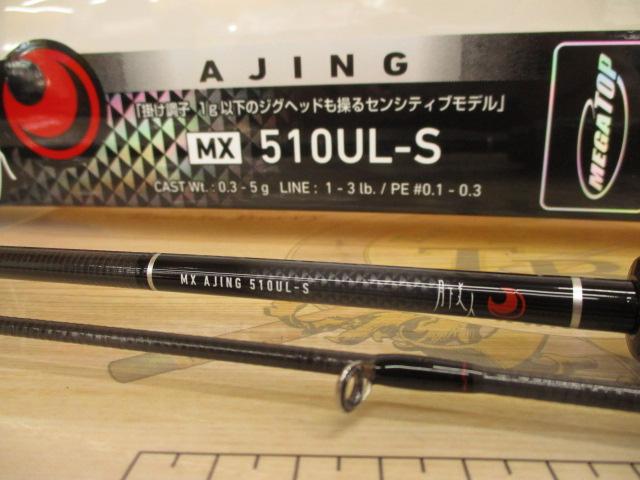 AJING
「掛け調子 1g以下のジグヘッドも操るセンシティブモデル」
MX 510UL-S
CAST Wt. : 0.3 - 5 g LINE : 1 - 3 lb. / PE #0.1 - 0.3
MEGATOP
MX AJING 510UL-S
月下美人